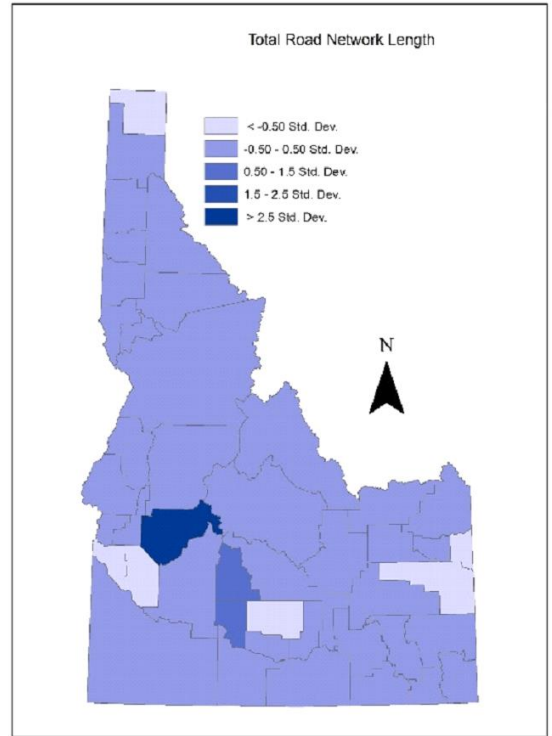 Total Road Network Length
< -0.50 Std. Dev.
-0.50 - 0.50 Std. Dev.
0.50 - 1.5 Std. Dev.
1.5 - 2.5 Std. Dev.
> 2.5 Std. Dev.
N